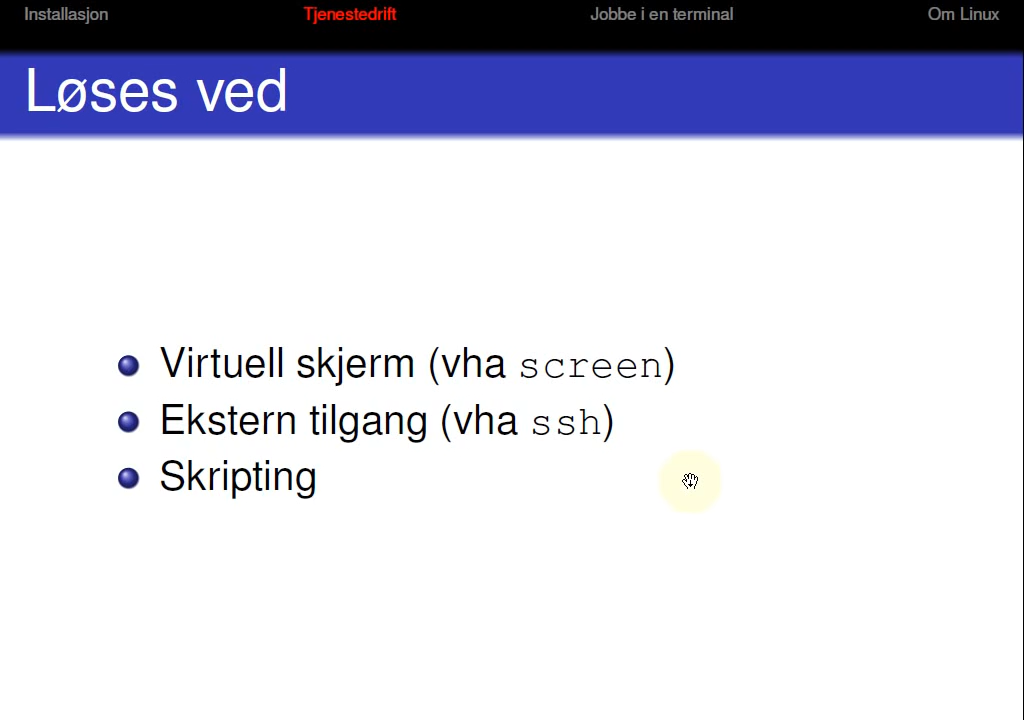 Installasjon Tjenestedrift Jobbe i en terminal Om Linux
Løses ved
Virtuell skjerm (vha screen)
Ekstern tilgang (vha ssh)
Skripting